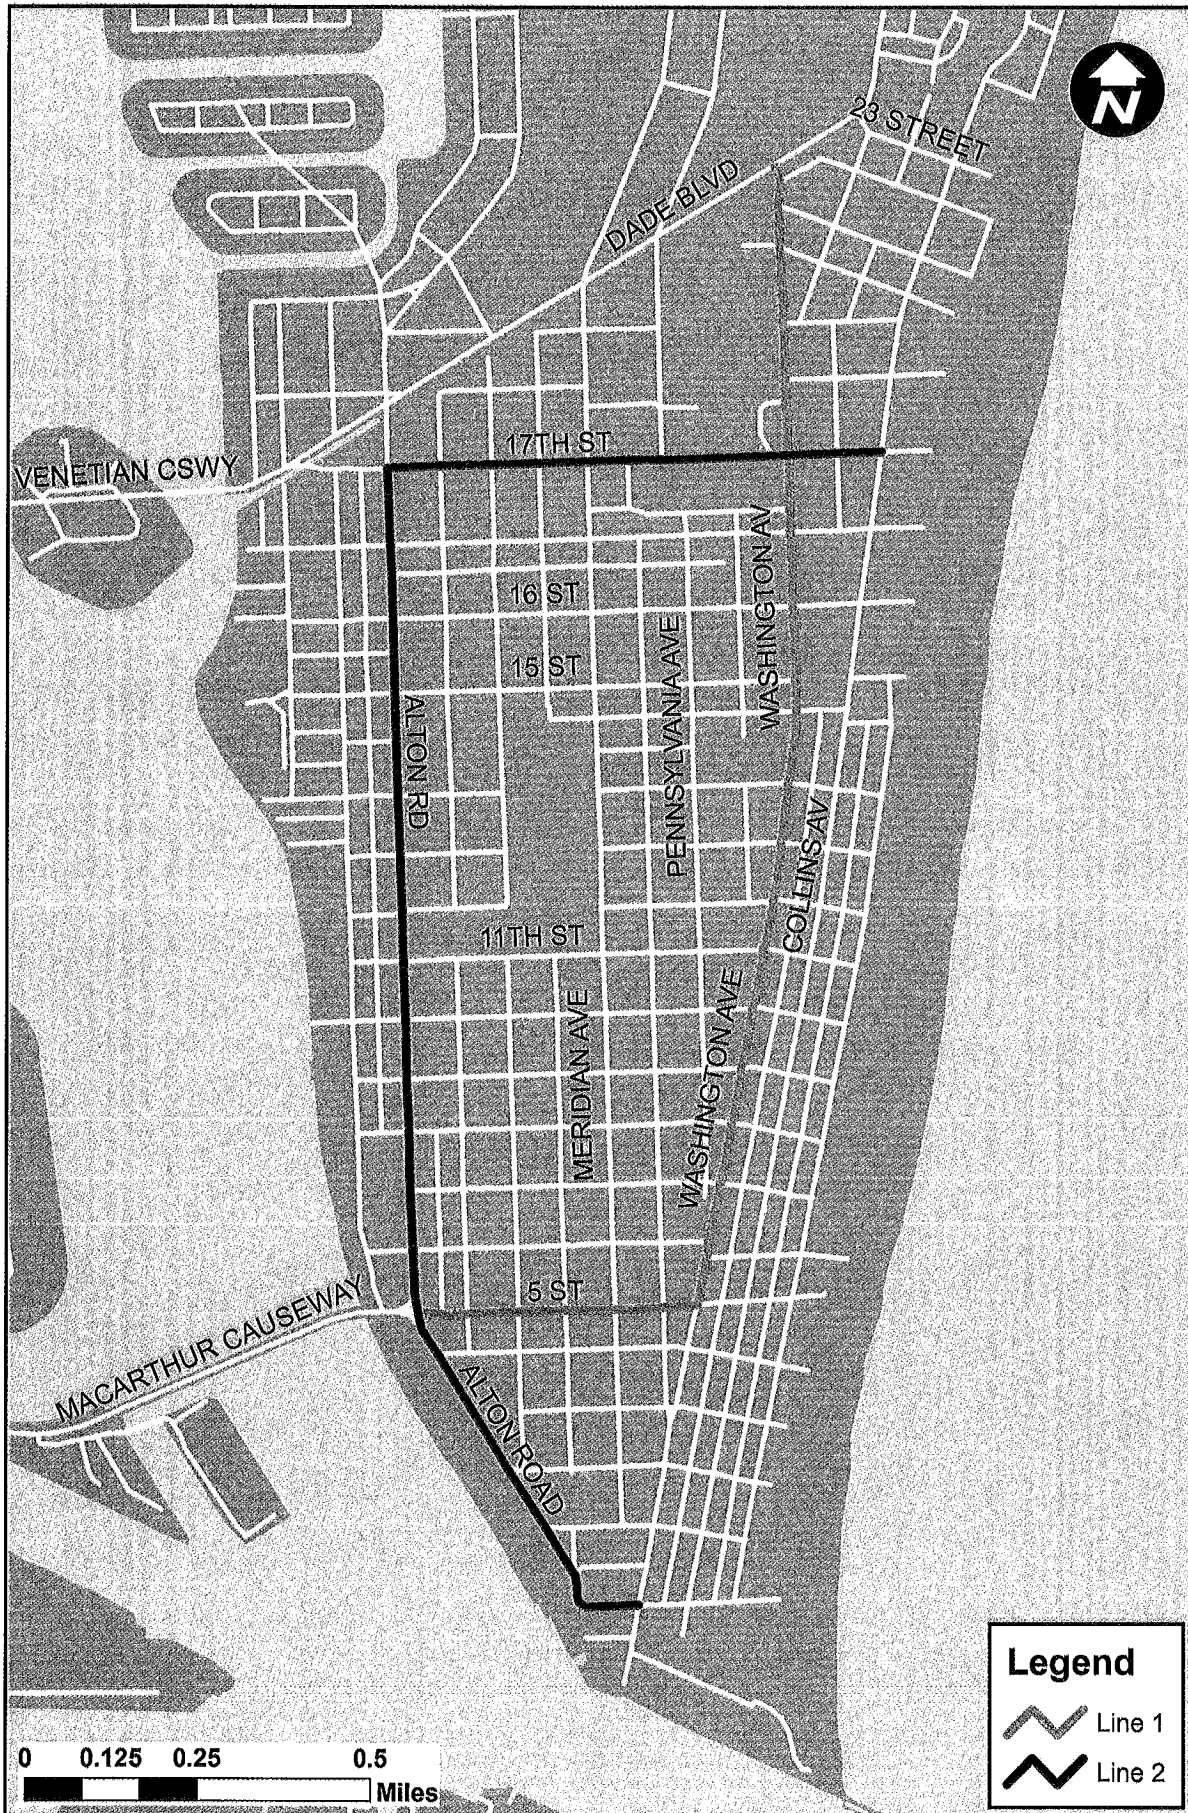 N
23 STREET
DADE BLVD
17TH ST
VENETIAN CSWY
WASHINGTON AV
16 ST
PENNSYLVANIA AVE
15 ST
ALTON RD
COLLINS AV
11TH ST
WASHINGTON AVE
MERIDIAN AVE
5 ST
MACARTHUR CAUSEWAY
ALTON ROAD
Legend
Line 1
Line 2
0 0.125 0.25 0.5
Miles